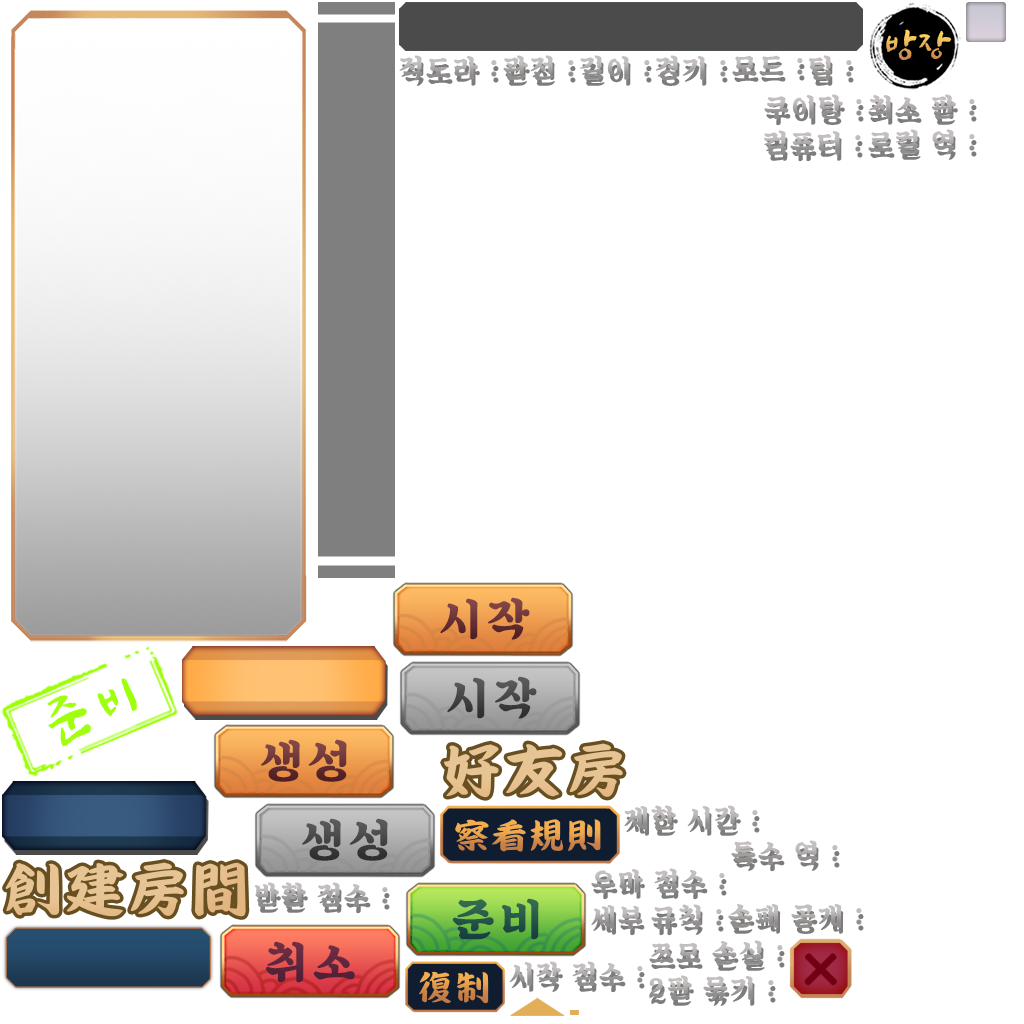 방장
적도라 : 관전 : 길이 : 정키 : 모드 : 팁 :
쿠이탕 : 최소 판 :
컴퓨터 : 로컬 역 :
시작
준비
시작
생성
好友房
察看規則
제한 시간 :
생성
특수 역 :
創建房間
반환 점수 :
우마 점수 :
준비
세부 규칙 : 손패 공개 :
취소
쯔모 손실 :
復制
시작 점수 :
2판 묶기 :